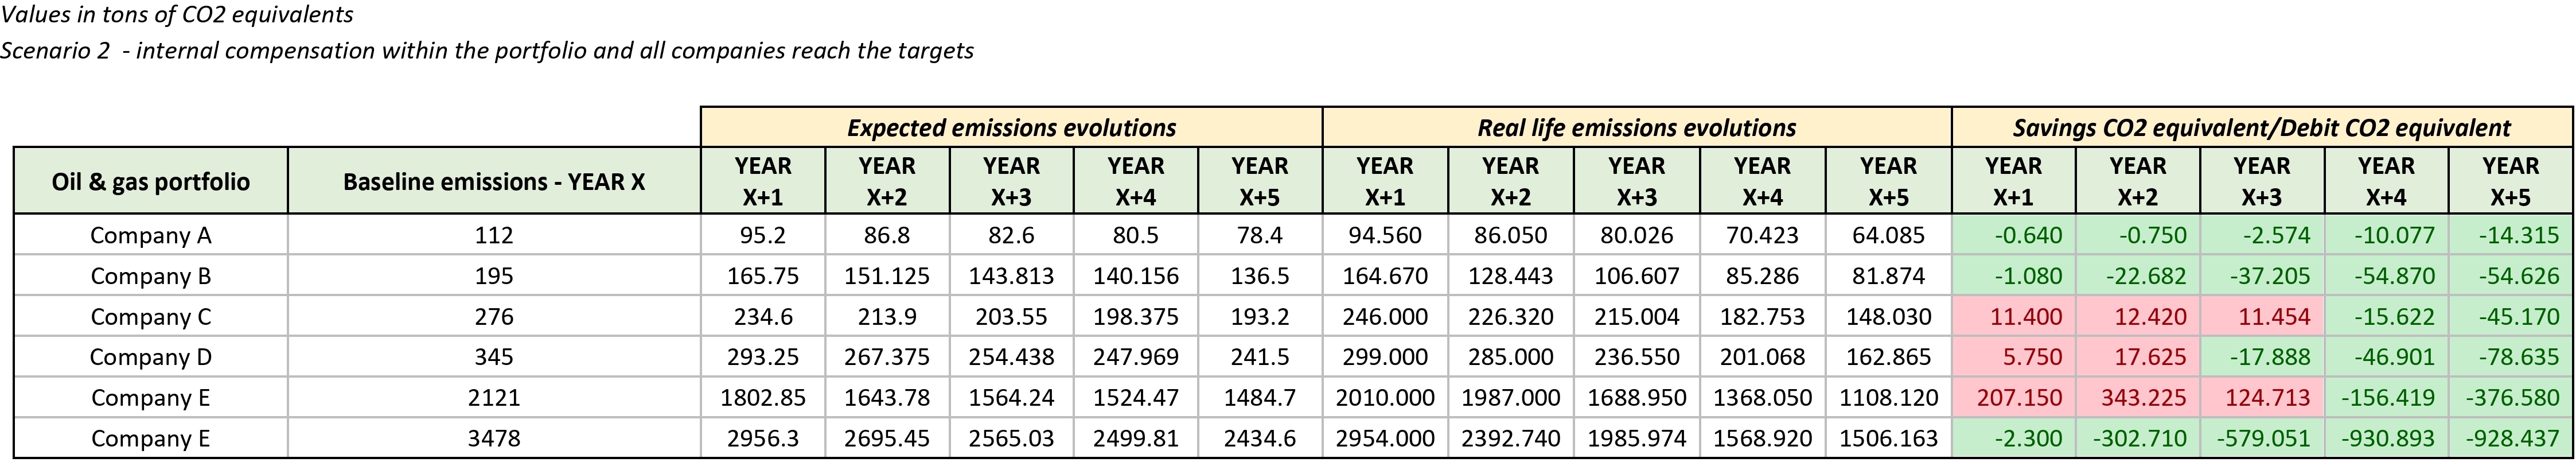 Values in tons of CO2 equivalents
Scenario 2  - internal compensation within the portfolio and all companies reach the targets
Expected emissions evolutions Real life emissions evolutions Savings CO2 equivalent/Debit CO2 equivalent
Oil & gas portfolio Baseline emissions - YEAR X YEAR X+1 YEAR X+2 YEAR X+3 YEAR X+4 YEAR X+5 YEAR X+1 YEAR X+2 YEAR X+3 YEAR X+4 YEAR X+5 YEAR X+1 YEAR X+2 YEAR X+3 YEAR X+4 YEAR X+5
Company A 112 95.2 86.8 82.6 80.5 78.4 94.560 86.050 80.026 70.423 64.085 -0.640 -0.750 -2.574 -10.077 -14.315
Company B 195 165.75 151.125 143.813 140.156 136.5 164.670 128.443 106.607 85.286 81.874 -1.080 -22.682 -37.205 -54.870 -54.626
Company C 276 234.6 213.9 203.55 198.375 193.2 246.000 226.320 215.004 182.753 148.030 11.400 12.420 11.454 -15.622 -45.170
Company D 345 293.25 267.375 254.438 247.969 241.5 299.000 285.000 236.550 201.068 162.865 5.750 17.625 -17.888 -46.901 -78.635
Company E 2121 1802.85 1643.78 1564.24 1524.47 1484.7 2010.000 1987.000 1688.950 1368.050 1108.120 207.150 343.225 124.713 -156.419 -376.580
Company E 3478 2956.3 2695.45 2565.03 2499.81 2434.6 2954.000 2392.740 1985.974 1568.920 1506.163 -2.300 -302.710 -579.051 -930.893 -928.437